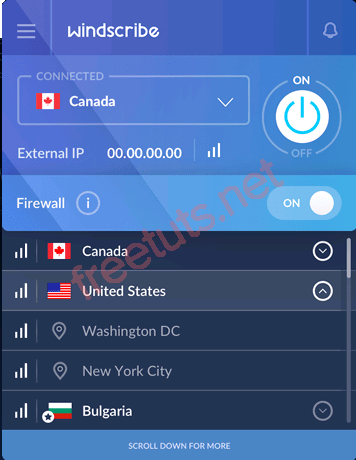 windscribe
CONNECTED
Canada
ON
OFF
External IP 00.00.00.00
Firewall i ON
Canada
United States
Washington DC
New York City
Bulgaria
SCROLL DOWN FOR MORE
freetuts.net